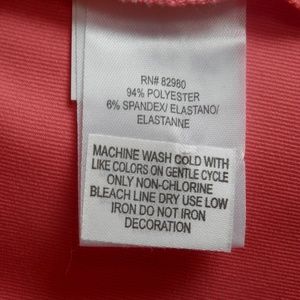 RN# 82980
94% POLYESTER
6% SPANDEX/ ELASTANO/
ELASTANNE
MACHINE WASH COLD WITH
LIKE COLORS ON GENTLE CYCLE
ONLY NON-CHLORINE
BLEACH LINE DRY USE LOW
IRON DO NOT IRON
DECORATION